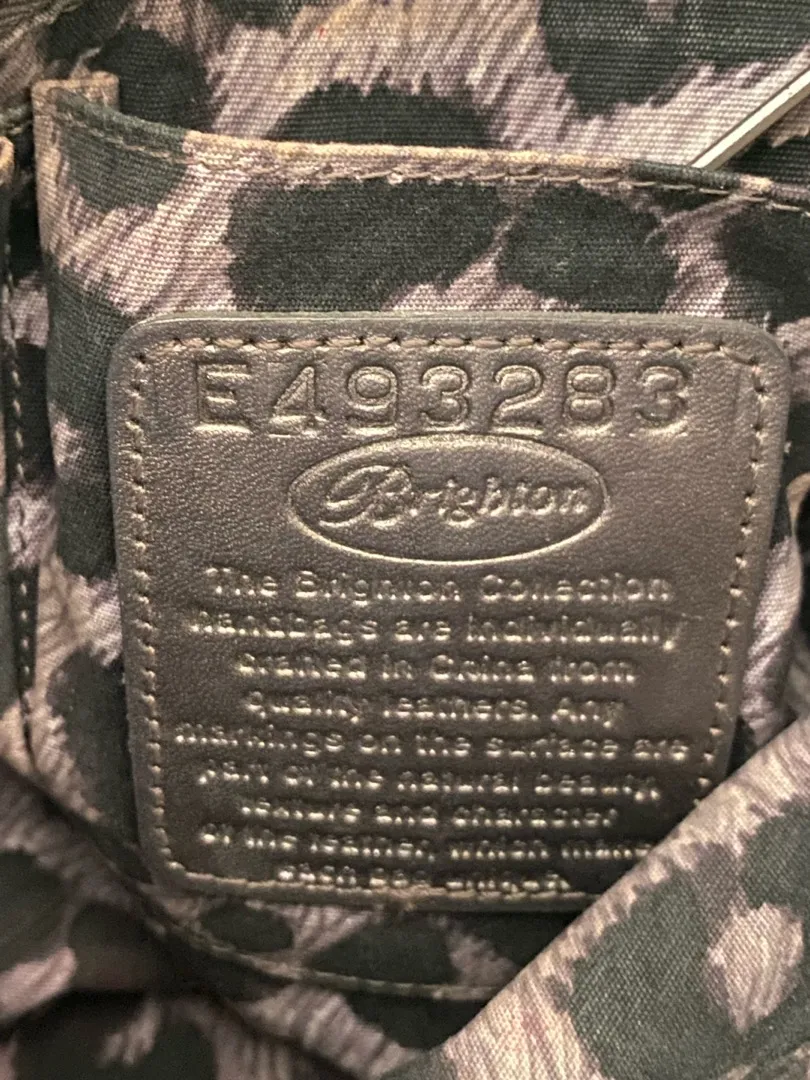 E493283
Brighton
The Brighton Collection
handbags are individually
crafted in China from
quality leathers. Any
markings on the surface are
part of the natural beauty,
texture and character
of the leather, which make
each bag unique.